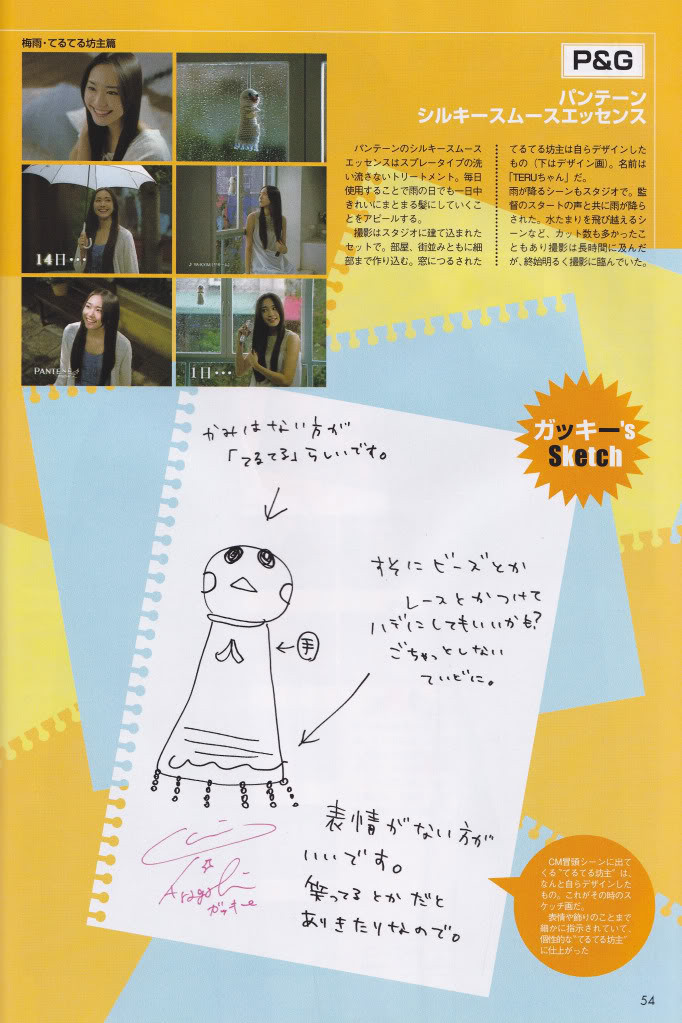 梅雨・てるてる坊主篇
P&G
パンテーン
シルキースムースエッセンス
パンテーンのシルキースムース
エッセンスはスプレータイプの洗
い流さないトリートメント。毎日
使用することで雨の日でも一日中
きれいにまとまる髪にしていくこ
とをアピールする。
撮影はスタジオに建て込まれた
セットで。部屋、街並みともに細
部まで作り込む。窓につるされた
てるてる坊主は自らデザインした
もの（下はデザイン画）。名前は
「TERUちゃん」だ。
雨が降るシーンもスタジオで。監
督のスタートの声と共に雨が降ら
された。水たまりを飛び越えるシ
ーンなど、カット数も多かったこ
ともあり撮影は長時間に及んだ
が、終始明るく撮影に臨んでいた。
14日…
PANTENE
1日…
ガッキー's
Sketch
かみはない方が
「てるてる」らしいです。
すそにビーズとか
レースとかつけて
ハデにしてもいいかも?
ごちゃっとしない
ていどに。
手
表情がない方が
いいです。
笑ってるとかだと
ありきたりなので。
Aragaki
ガッキー
CM冒頭シーンに出て
くる“てるてる坊主”は、
なんと自らデザインした
もの。これがその時のス
ケッチ画だ。
表情や飾りのことまで
細かに指示されていて、
個性的な“てるてる坊主”
に仕上がった
54